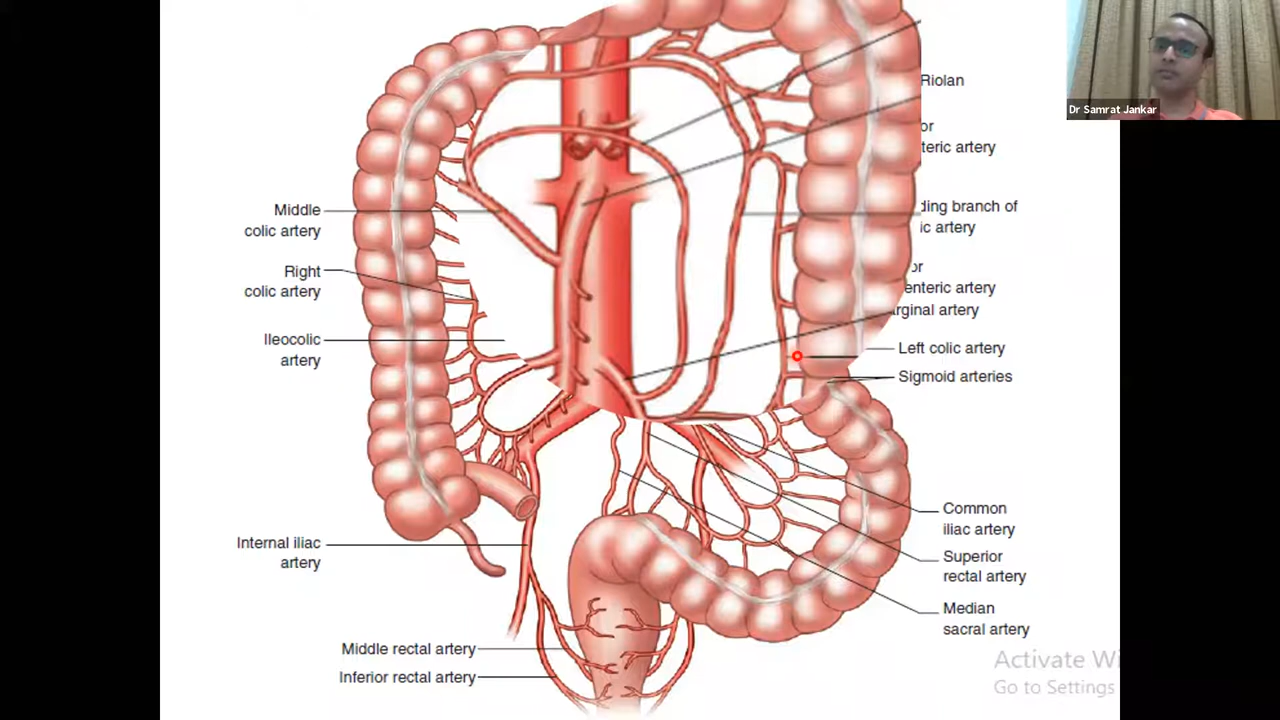 Dr Samrat Jankar
Riolan
or
teric artery
Middle
colic artery
ding branch of
ic artery
Right
colic artery
or
enteric artery
arginal artery
Ileocolic
artery
Left colic artery
Sigmoid arteries
Common
iliac artery
Internal iliac
artery
Superior
rectal artery
Median
sacral artery
Middle rectal artery
Inferior rectal artery
Activate Wi
Go to Settings